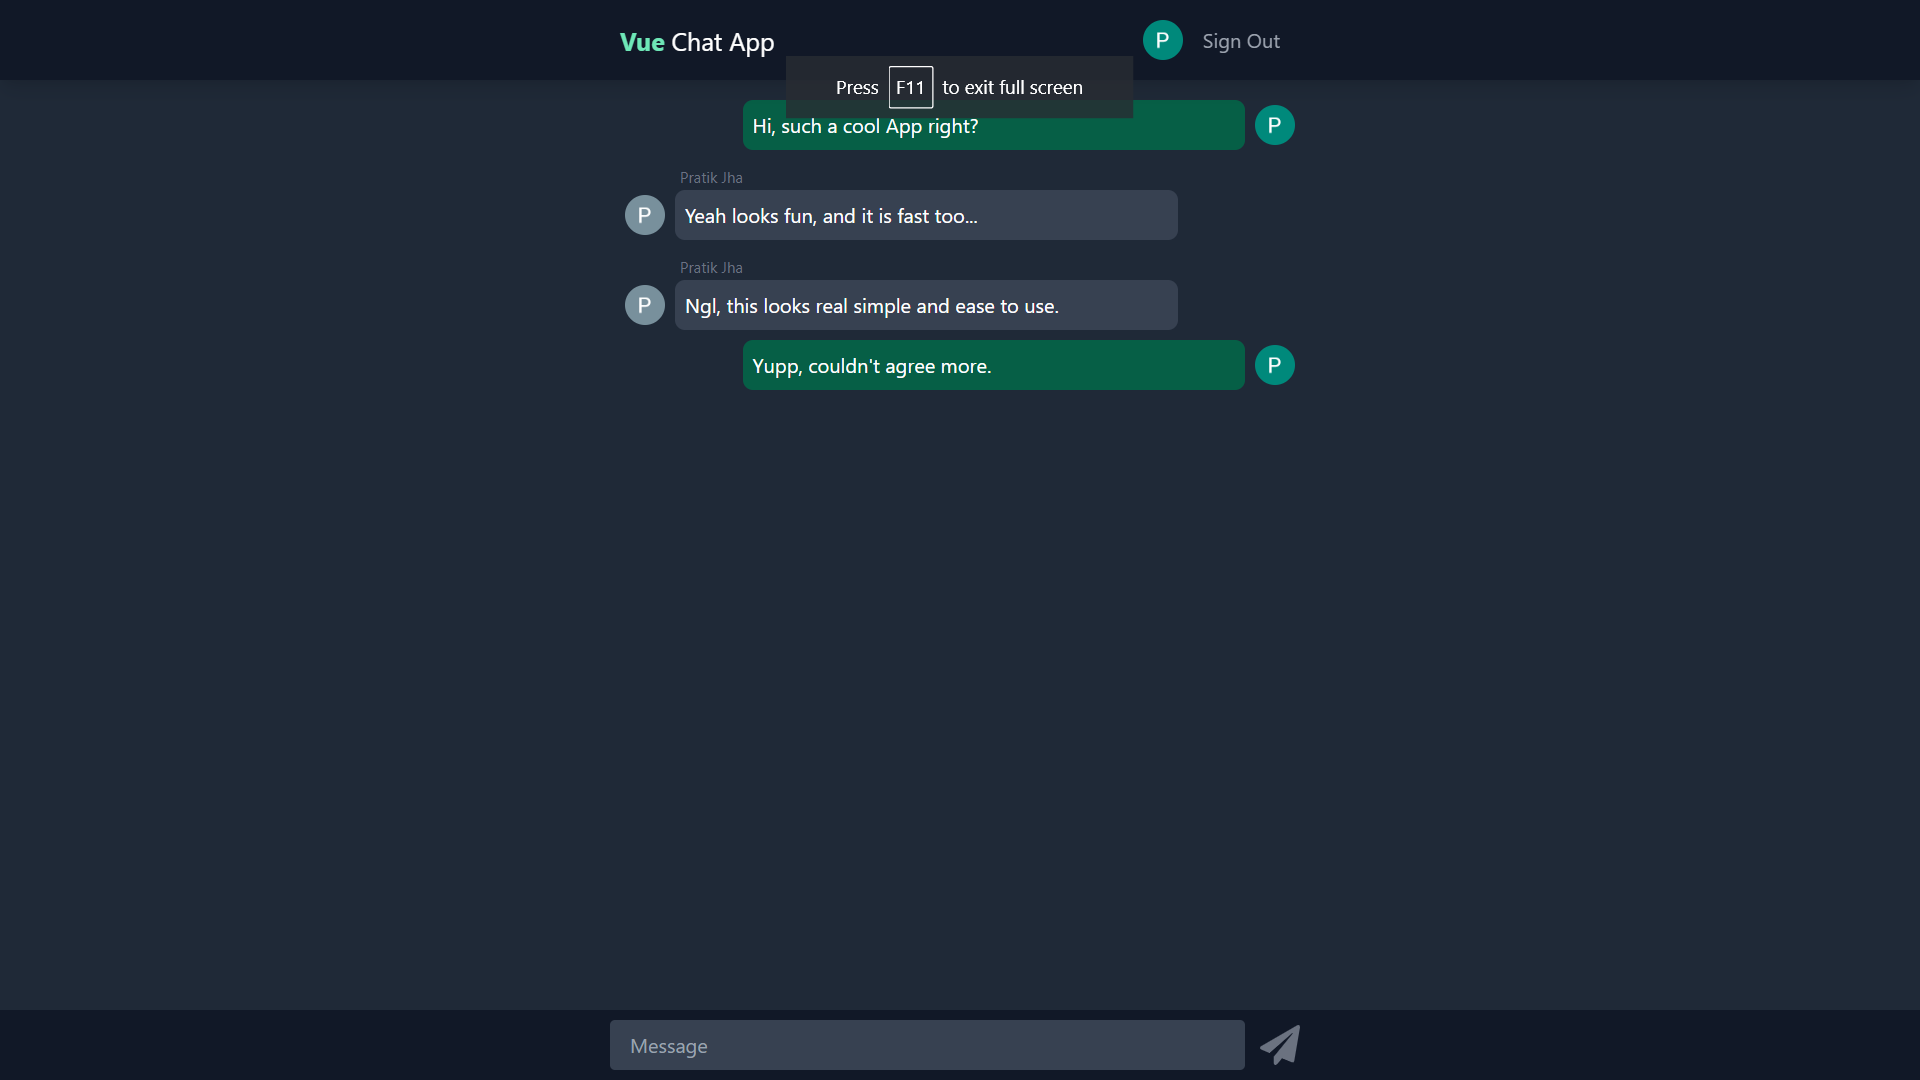 Vue Chat App
P
Sign Out
Press F11 to exit full screen
Hi, such a cool App right?
P
Pratik Jha
P
Yeah looks fun, and it is fast too...
Pratik Jha
P
Ngl, this looks real simple and ease to use.
Yupp, couldn't agree more.
P
Message